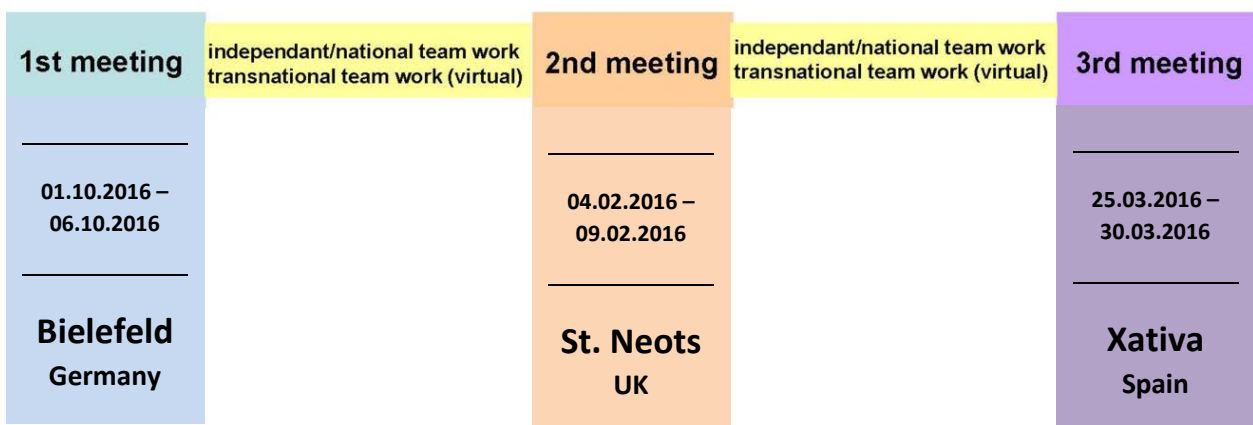 1st meeting
independant/national team work
transnational team work (virtual)
2nd meeting
independant/national team work
transnational team work (virtual)
3rd meeting
01.10.2016 –
06.10.2016
04.02.2016 –
09.02.2016
25.03.2016 –
30.03.2016
Bielefeld
Germany
St. Neots
UK
Xativa
Spain